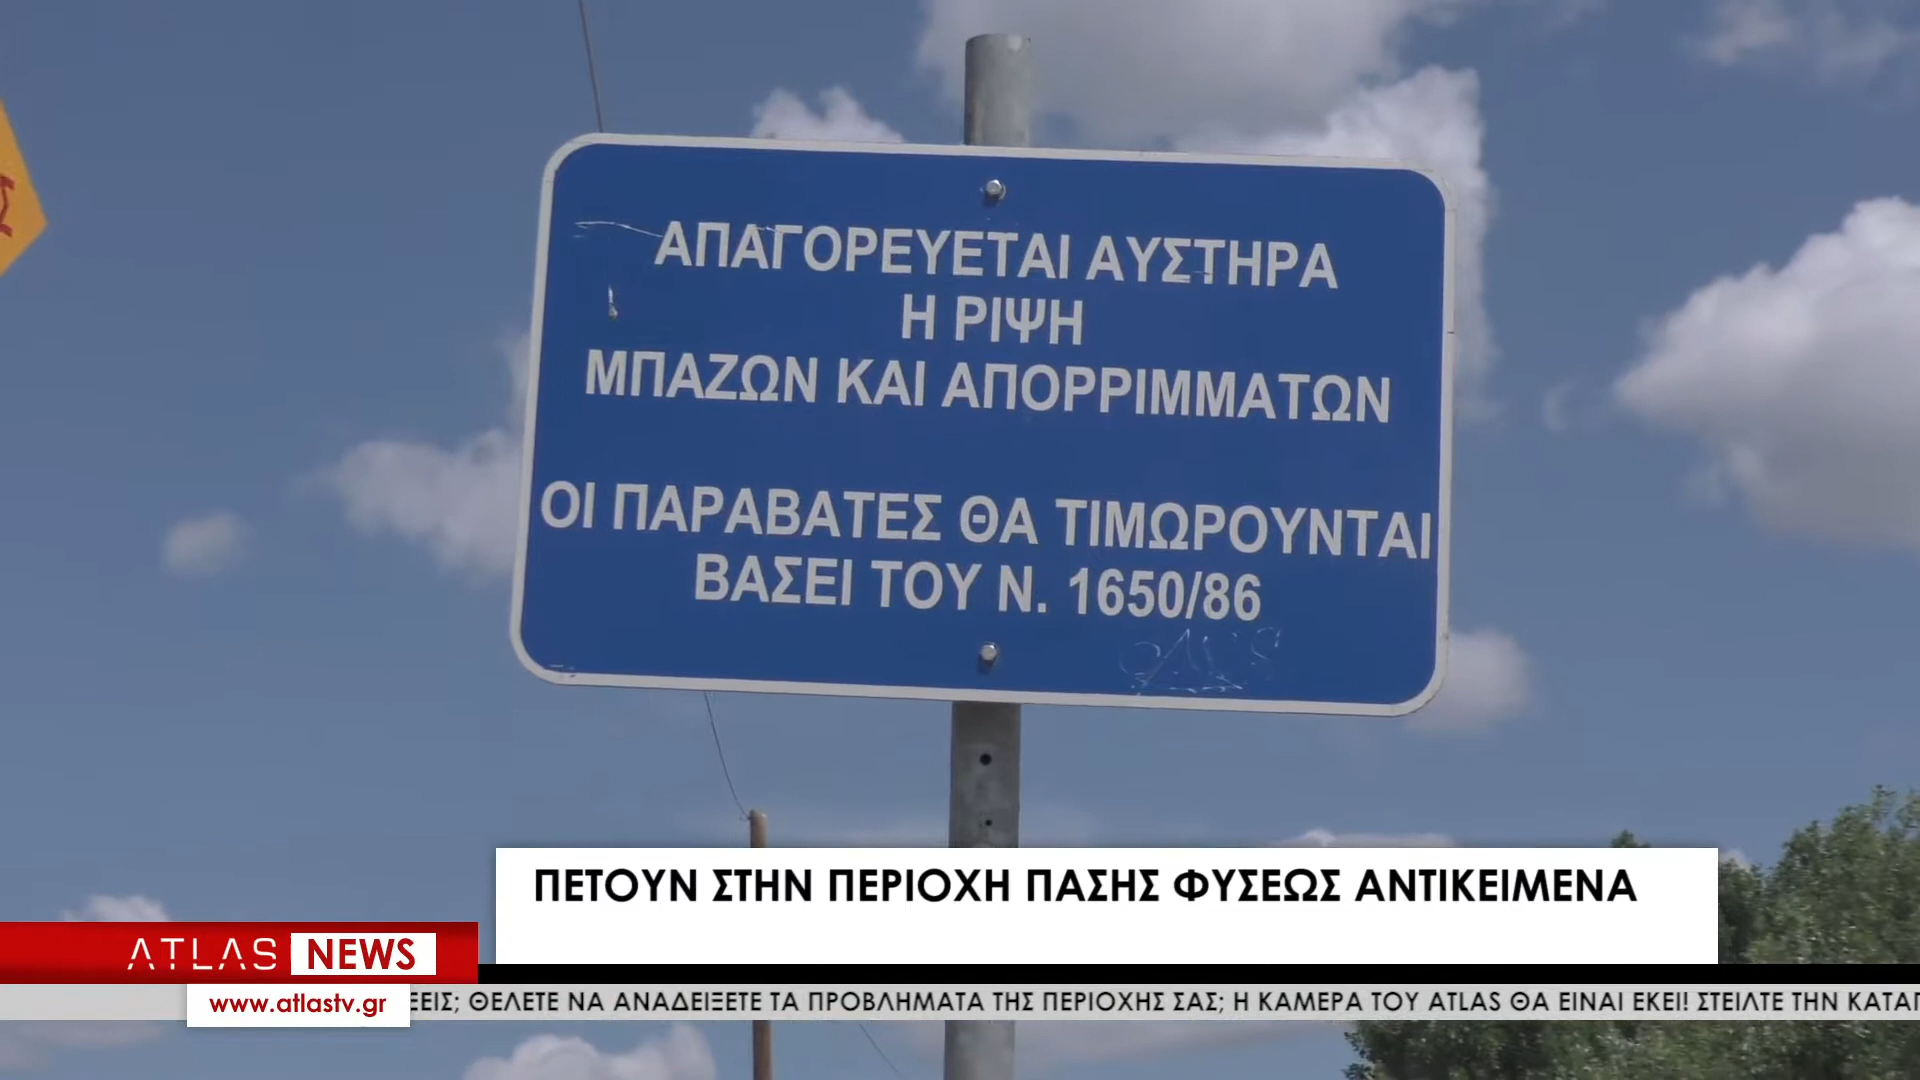 ΑΠΑΓΟΡΕΥΕΤΑΙ ΑΥΣΤΗΡΑ
Η ΡΙΨΗ
ΜΠΑΖΩΝ ΚΑΙ ΑΠΟΡΡΙΜΜΑΤΩΝ
ΟΙ ΠΑΡΑΒΑΤΕΣ ΘΑ ΤΙΜΩΡΟΥΝΤΑΙ
ΒΑΣΕΙ ΤΟΥ Ν. 1650/86
ΠΕΤΟΥΝ ΣΤΗΝ ΠΕΡΙΟΧΗ ΠΑΣΗΣ ΦΥΣΕΩΣ ΑΝΤΙΚΕΙΜΕΝΑ
ATLAS NEWS
www.atlastv.gr
ΘΕΛΕΤΕ ΝΑ ΑΝΑΔΕΙΞΕΤΕ ΤΑ ΠΡΟΒΛΗΜΑΤΑ ΤΗΣ ΠΕΡΙΟΧΗΣ ΣΑΣ; Η ΚΑΜΕΡΑ ΤΟΥ ATLAS ΘΑ ΕΙΝΑΙ ΕΚΕΙ! ΣΤΕΙΛΤΕ ΤΗΝ